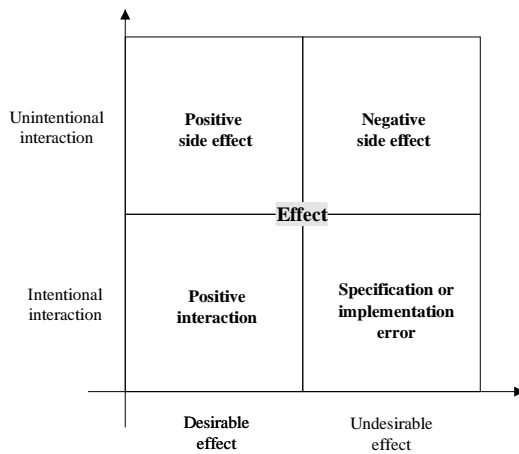 Unintentional
interaction
Positive
side effect
Negative
side effect
Effect
Intentional
interaction
Positive
interaction
Specification or
implementation
error
Desirable
effect
Undesirable
effect